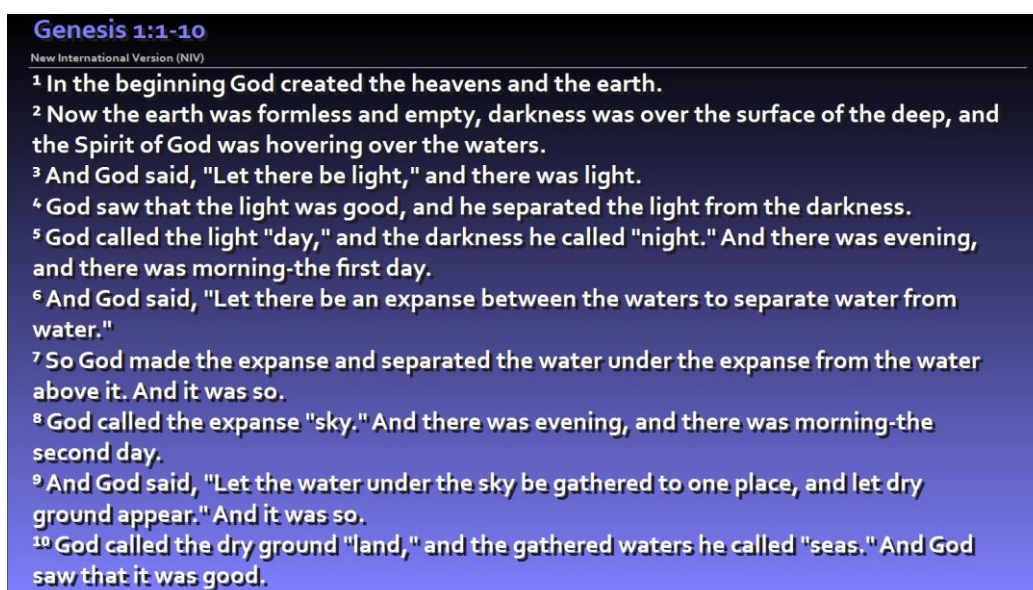 Genesis 1:1-10
New International Version (NIV)
1 In the beginning God created the heavens and the earth.
2 Now the earth was formless and empty, darkness was over the surface of the deep, and
the Spirit of God was hovering over the waters.
3 And God said, "Let there be light," and there was light.
4 God saw that the light was good, and he separated the light from the darkness.
5 God called the light "day," and the darkness he called "night." And there was evening,
and there was morning-the first day.
6 And God said, "Let there be an expanse between the waters to separate water from
water."
7 So God made the expanse and separated the water under the expanse from the water
above it. And it was so.
8 God called the expanse "sky." And there was evening, and there was morning-the
second day.
9 And God said, "Let the water under the sky be gathered to one place, and let dry
ground appear." And it was so.
10 God called the dry ground "land," and the gathered waters he called "seas." And God
saw that it was good.